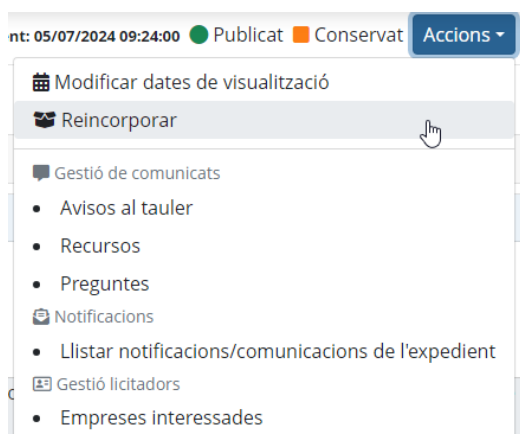 nt: 05/07/2024 09:24:00 Publicat Conservat Accions
Modificar dates de visualització
Reincorporar
Gestió de comunicats
• Avisos al tauler
• Recursos
• Preguntes
Notificacions
• Llistar notificacions/comunicacions de l'expedient
Gestió licitadors
• Empreses interessades